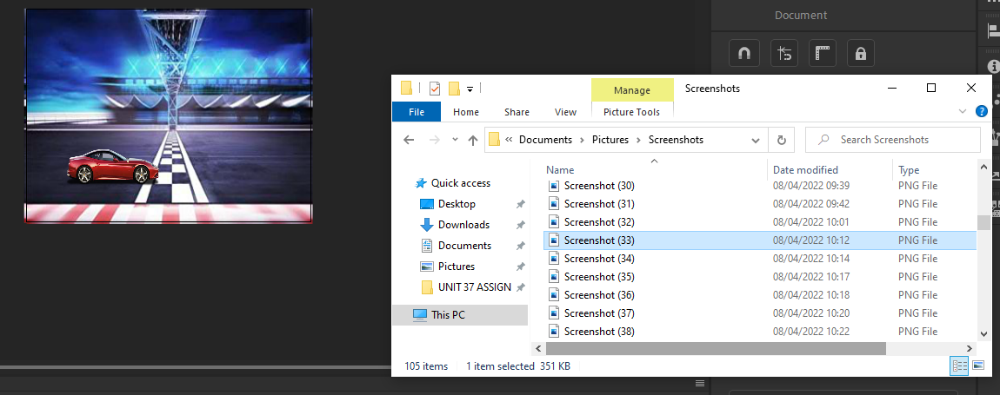 Document
Manage
Screenshots
File
Home
Share
View
Picture Tools
« Documents > Pictures > Screenshots
Search Screenshots
Name
Date modified
Type
Quick access
Desktop
Downloads
Documents
Pictures
UNIT 37 ASSIGN
This PC
Screenshot (30) 08/04/2022 09:39 PNG File
Screenshot (31) 08/04/2022 09:42 PNG File
Screenshot (32) 08/04/2022 10:01 PNG File
Screenshot (33) 08/04/2022 10:12 PNG File
Screenshot (34) 08/04/2022 10:14 PNG File
Screenshot (35) 08/04/2022 10:17 PNG File
Screenshot (36) 08/04/2022 10:18 PNG File
Screenshot (37) 08/04/2022 10:20 PNG File
Screenshot (38) 08/04/2022 10:22 PNG File
105 items
1 item selected 351 KB